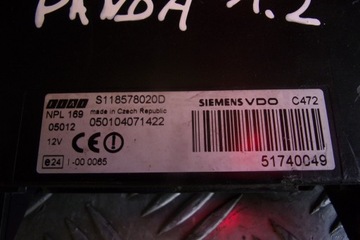 PANDA 1.2
FIAT S118578020D SIEMENS VDO C472
NPL 169 made in Czech Republic
05012 050104071422
12V CE
e24 I-00 0065 51740049